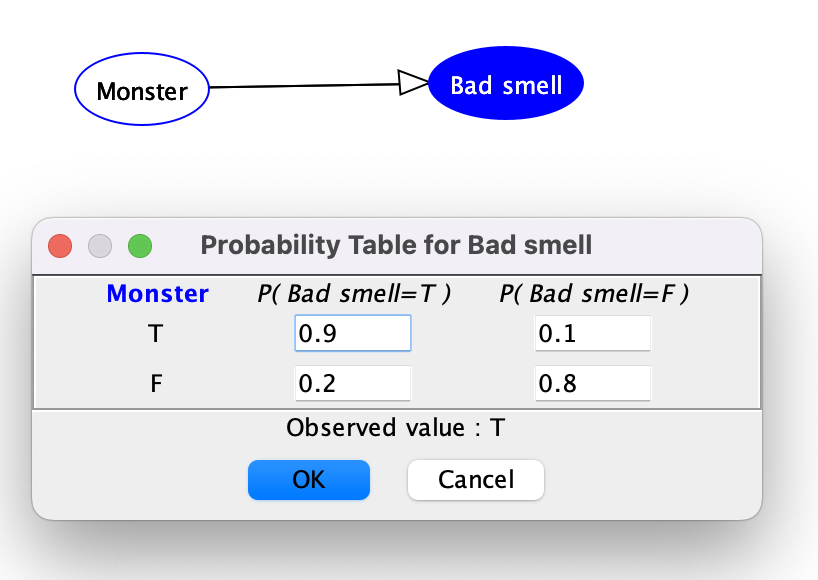 Monster
Bad smell
Probability Table for Bad smell
Monster P( Bad smell=T ) P( Bad smell=F )
T 0.9 0.1
F 0.2 0.8
Observed value : T
OK Cancel